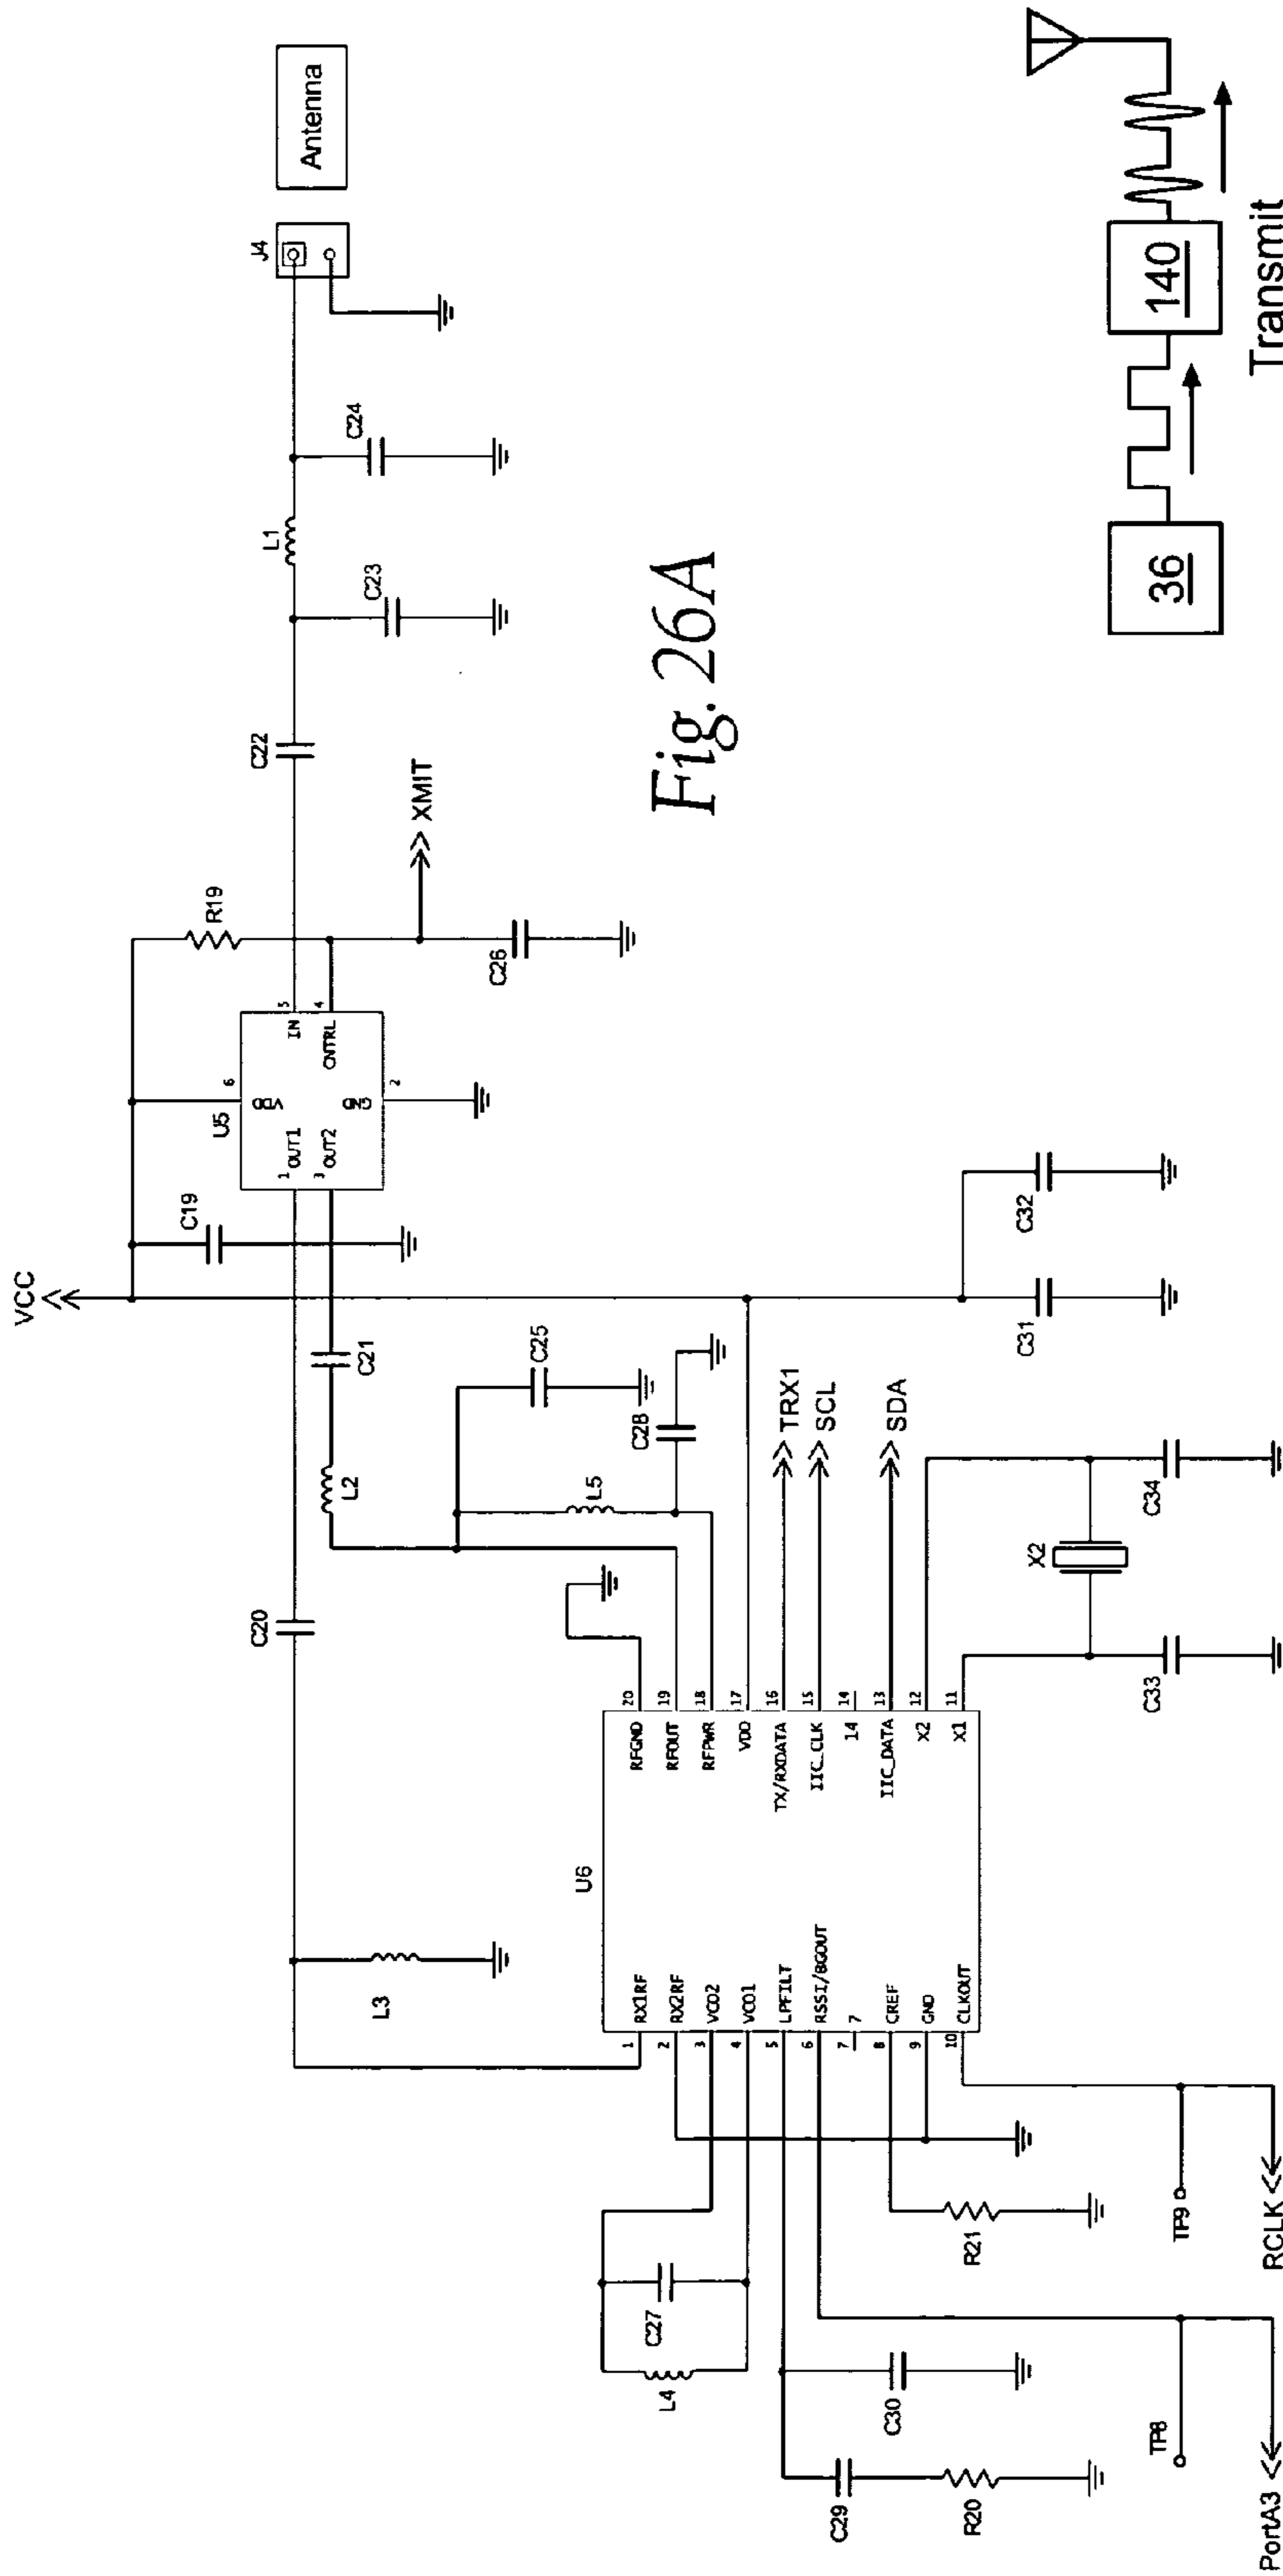 VCC
C19
R19
C20
C21
C22
L1
C23
C24
J4
Antenna
U5
1 OUT1
3 OUT2
6 VDD
2 GND
IN 5
CNTRL 4
XMIT
C26
L2
L3
C25
L5
C28
U6
1 RX1RF
2 RX2RF
3 VCO2
4 VCO1
5 LPFILT
6 RSSI/BGOUT
7 7
8 CREF
9 GND
10 CLKOUT
RFGND 20
RFOUT 19
RFPWR 18
VDD 17
TX/RXDATA 16
IIC_CLK 15
14 14
IIC_DATA 13
X2 12
X1 11
TRX1
SCL
SDA
L4
C27
C29
R20
C30
R21
TP8
TP9
PortA3
RCLK
X2
C33
C34
C31
C32
Fig. 26A
36
140
Transmit